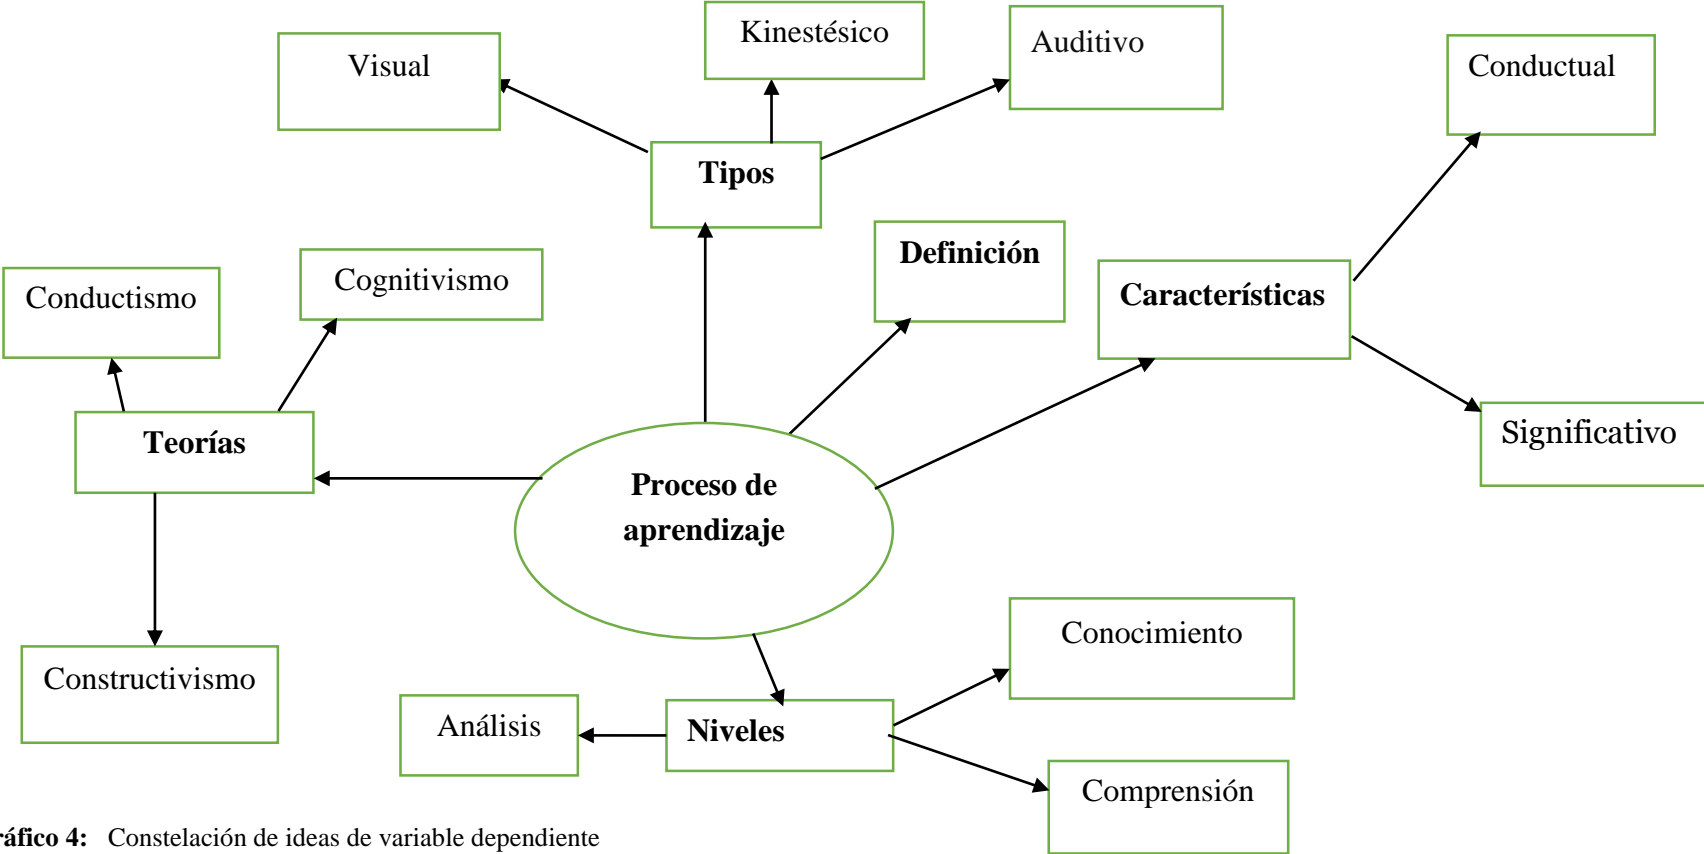 Kinestésico
Auditivo
Visual
Conductual
Tipos
Definición
Cognitivismo
Conductismo
Características
Teorías
Significativo
Proceso de
aprendizaje
Conocimiento
Constructivismo
Análisis
Niveles
Comprensión
ráfico 4: Constelación de ideas de variable dependiente